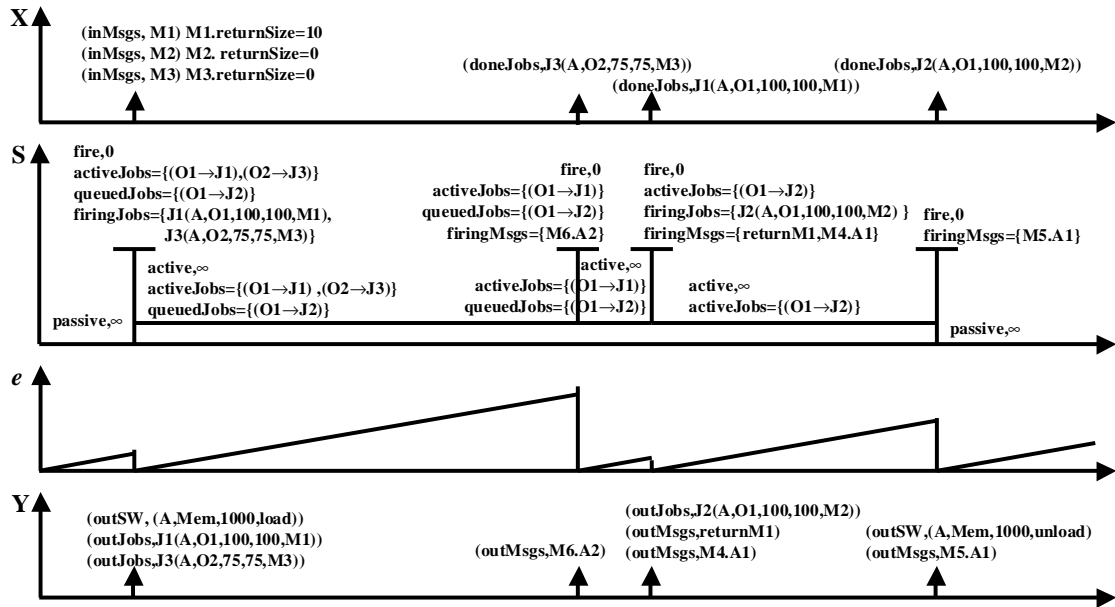 X
(inMsgs, M1) M1.returnSize=10
(inMsgs, M2) M2. returnSize=0
(inMsgs, M3) M3.returnSize=0
(doneJobs,J3(A,O2,75,75,M3))
(doneJobs,J1(A,O1,100,100,M1))
(doneJobs,J2(A,O1,100,100,M2))
S
fire,0
activeJobs={(O1→J1),(O2→J3)}
queuedJobs={(O1→J2)}
firingJobs={J1(A,O1,100,100,M1),
J3(A,O2,75,75,M3)}
fire,0
activeJobs={(O1→J1)}
queuedJobs={(O1→J2)}
firingMsgs={M6.A2}
fire,0
activeJobs={(O1→J2)}
firingJobs={J2(A,O1,100,100,M2) }
firingMsgs={returnM1,M4.A1}
fire,0
firingMsgs={M5.A1}
passive,∞
active,∞
activeJobs={(O1→J1) ,(O2→J3)}
queuedJobs={(O1→J2)}
active,∞
activeJobs={(O1→J1)}
queuedJobs={(O1→J2)}
active,∞
activeJobs={(O1→J2)}
passive,∞
e
Y
(outSW, (A,Mem,1000,load))
(outJobs,J1(A,O1,100,100,M1))
(outJobs,J3(A,O2,75,75,M3))
(outMsgs,M6.A2)
(outJobs,J2(A,O1,100,100,M2))
(outMsgs,returnM1)
(outMsgs,M4.A1)
(outSW,(A,Mem,1000,unload)
(outMsgs,M5.A1)